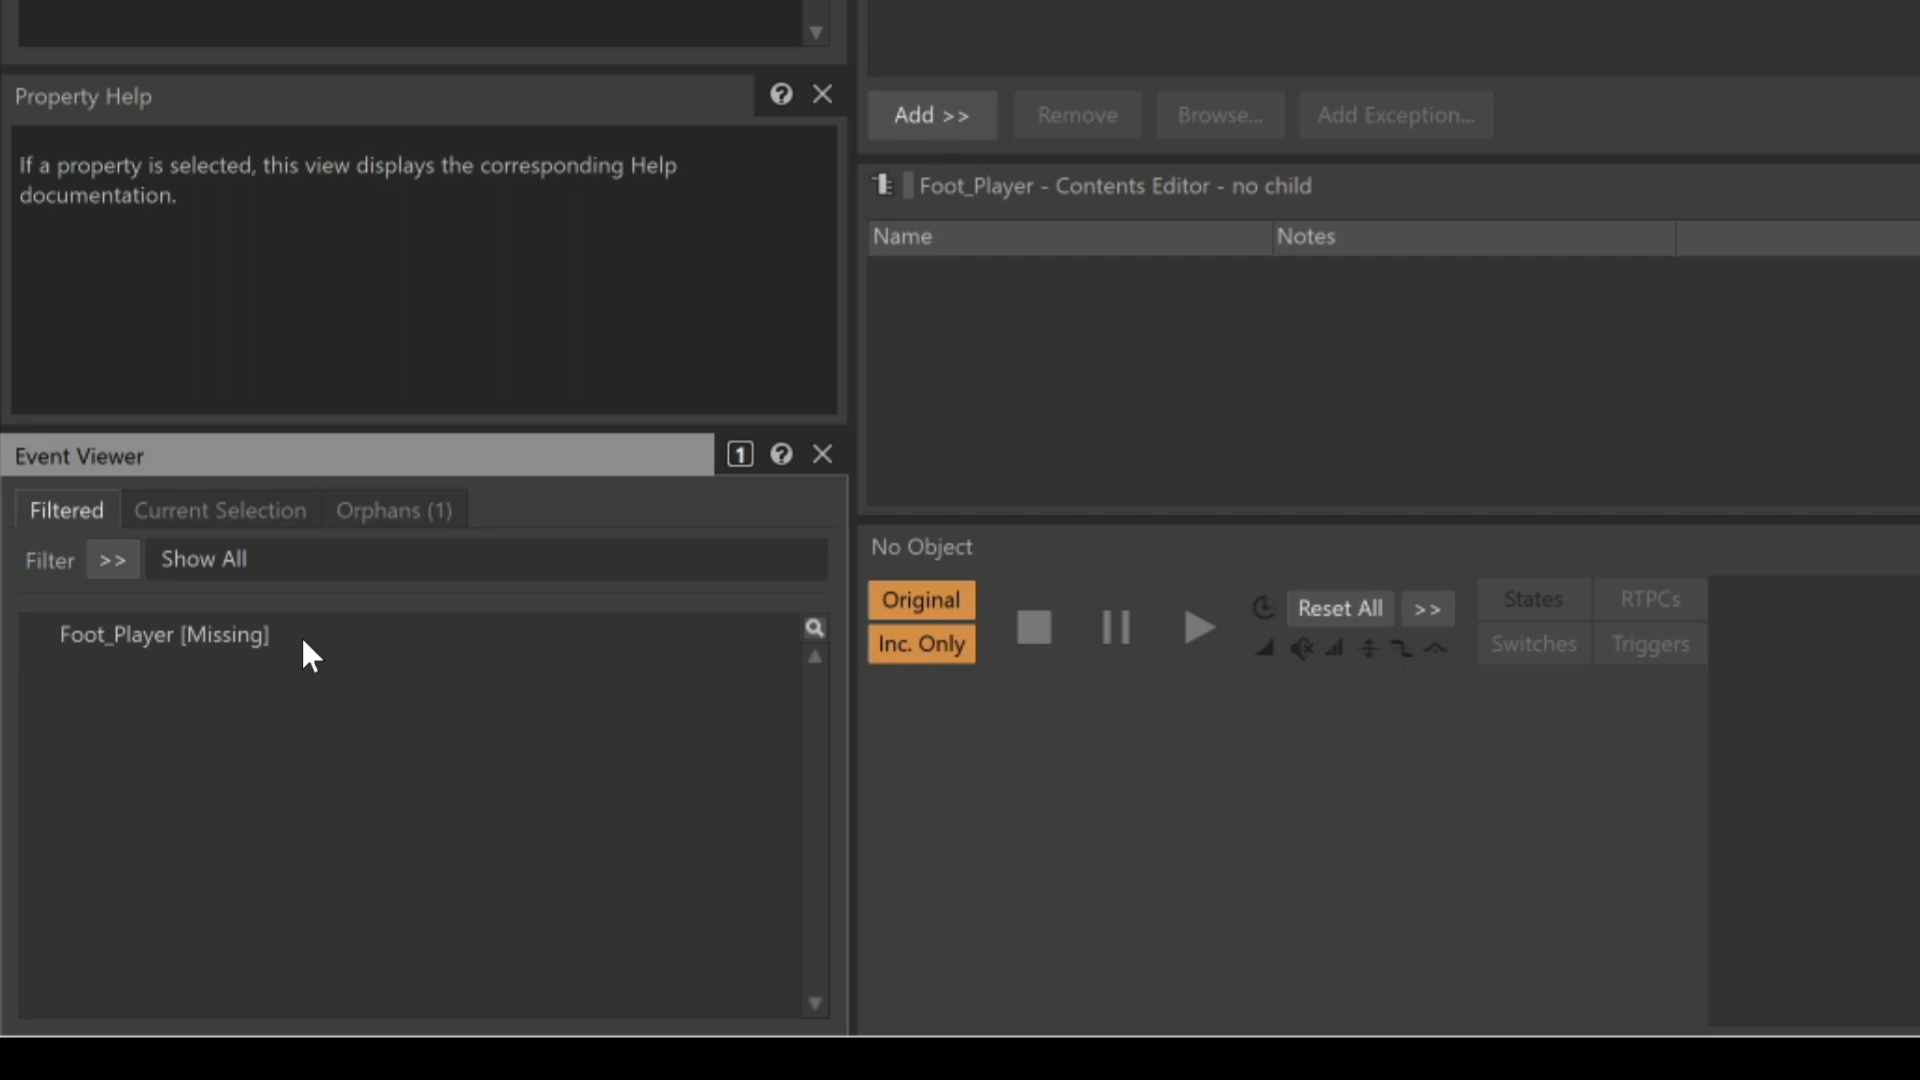 Property Help
If a property is selected, this view displays the corresponding Help
documentation.
Event Viewer
1
Filtered
Current Selection
Orphans (1)
Filter
>>
Show All
Foot_Player [Missing]
Add >>
Remove
Browse...
Add Exception...
Foot_Player - Contents Editor - no child
Name
Notes
No Object
Original
Inc. Only
Reset All
>>
States
RTPCs
Switches
Triggers